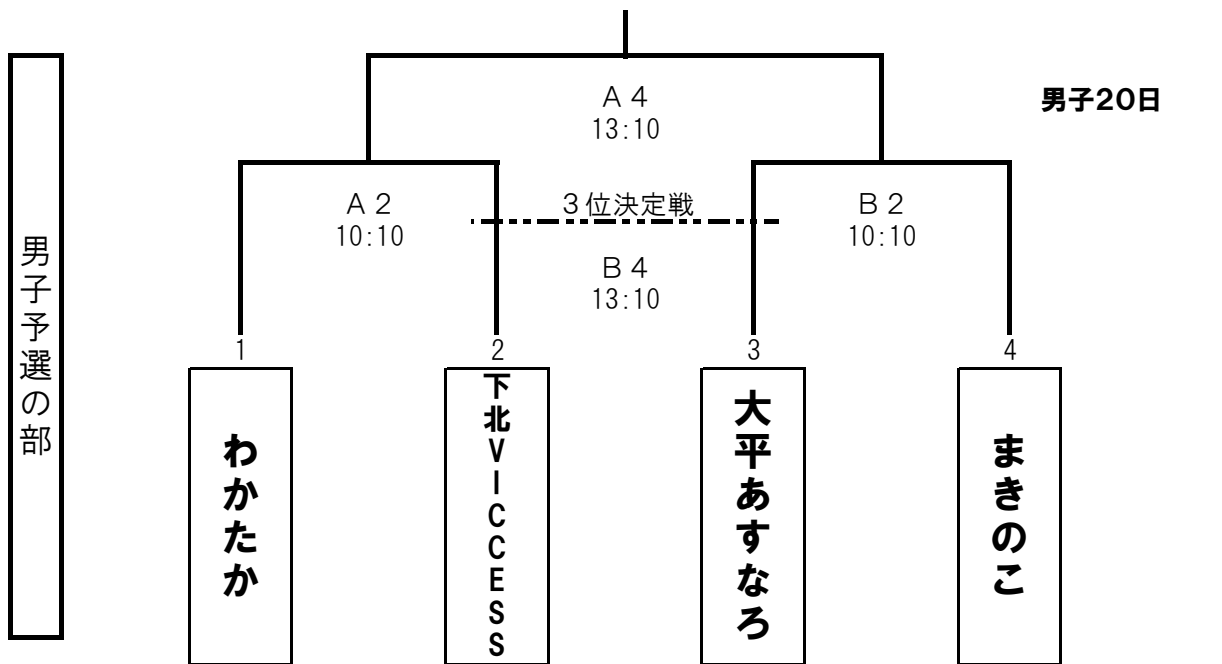 男子予選の部
男子20日
Ａ４
13:10
Ａ２
10:10
３位決定戦
Ｂ２
10:10
Ｂ４
13:10
1
2
3
4
わかたか
下北VICCESS
大平あすなろ
まきのこ